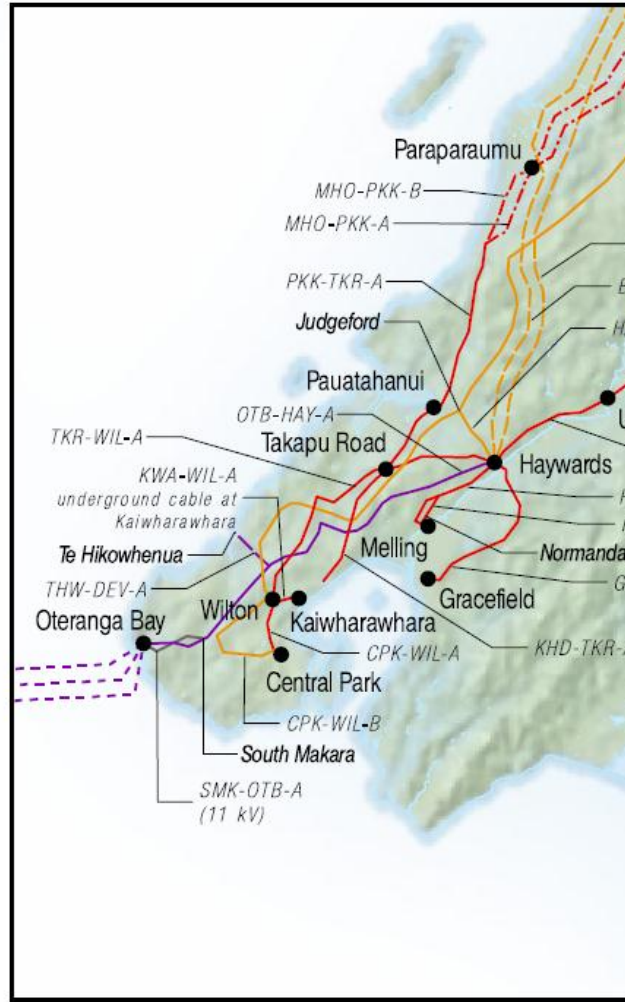 Paraparaumu
MHO-PKK-B
MHO-PKK-A
PKK-TKR-A
Judgeford
Pauatahanui
OTB-HAY-A
TKR-WIL-A
Takapu Road
KWA-WIL-A
underground cable at
Kaiwharawhara
Haywards
Te Hikowhenua
Melling
Normanda
THW-DEV-A
Wilton
Gracefield
Oteranga Bay
Kaiwharawhara
CPK-WIL-A
KHD-TKR-A
Central Park
CPK-WIL-B
South Makara
SMK-OTB-A
(11 kV)